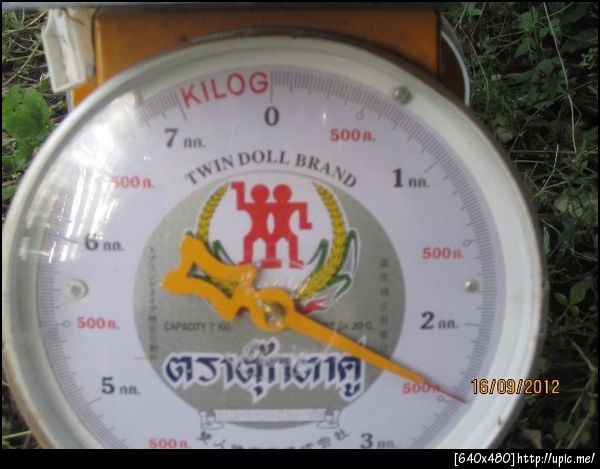 KILOG
0
7 กก.
500 ก.
TWIN DOLL BRAND
500 ก.
1 กก.
6 กก.
500 ก.
500 ก.
CAPACITY 7 KG.
20 G.
2 กก.
ตราตุ๊กตาคู่
5 กก.
500
16/09/2012
500 ก.
3 กก.
[640x480]http://upic.me/